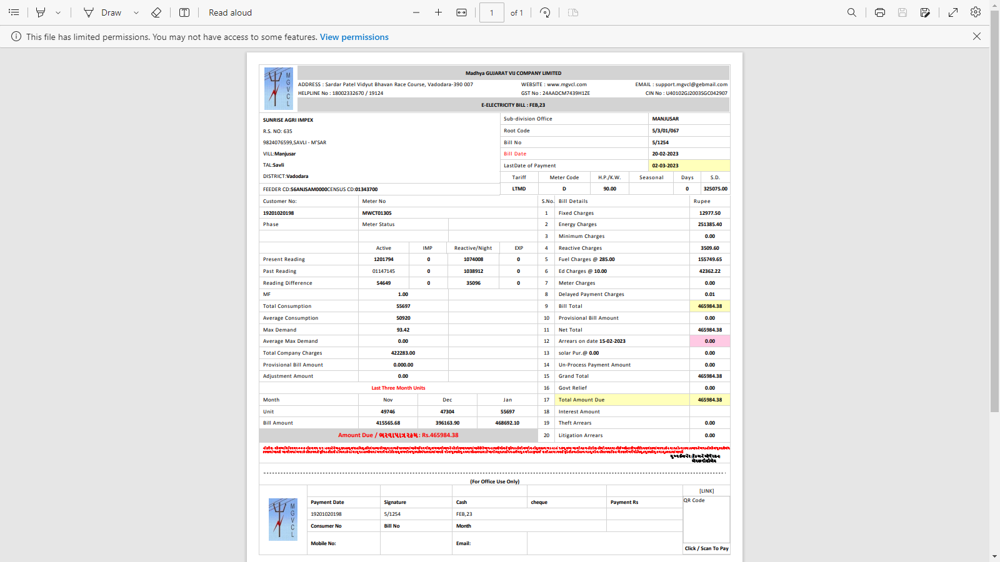 Draw
Read aloud
1 of 1
This file has limited permissions. You may not have access to some features. View permissions
MGVCL
Madhya GUJARAT VIJ COMPANY LIMITED
ADDRESS : Sardar Patel Vidyut Bhavan Race Course, Vadodara-390 007 WEBSITE : www.mgvcl.com EMAIL : support.mgvcl@gebmail.com
HELPLINE No : 18002332670 / 19124 GST No : 24AADCM7439H1ZE CIN No : U40102GJ2003SGC042907
E-ELECTRICITY BILL : FEB,23
SUNRISE AGRI IMPEX
R.S. NO: 635
9824076599,SAVLI - M'SAR
VILL:Manjusar
TAL:Savli
DISTRICT:Vadodara
FEEDER CD:56ANJSAM0000CENSUS CD:01343700
Sub-division Office MANJUSAR
Root Code 5/3/01/067
Bill No 5/1254
Bill Date 20-02-2023
LastDate of Payment 02-03-2023
Tariff Meter Code H.P./K.W. Seasonal Days S.D.
LTMD D 90.00 0 325075.00
Customer No: Meter No
19201020198 MWCT01305
Phase Meter Status
Active IMP Reactive/Night EXP
Present Reading 1201794 0 1074008 0
Past Reading 01147145 0 1038912 0
Reading Difference 54649 0 35096 0
MF 1.00
Total Consumption 55697
Average Consumption 50920
Max Demand 93.42
Average Max Demand 0.00
Total Company Charges 422283.00
Provisional Bill Amount 0.000.00
Adjustment Amount 0.00
Last Three Month Units
Month Nov Dec Jan
Unit 49746 47304 55697
Bill Amount 415565.68 396163.90 468692.10
Amount Due / ભરવાપાત્ર રકમ : Rs.465984.38
S.No. Bill Details Rupee
1 Fixed Charges 12977.50
2 Energy Charges 251385.40
3 Minimum Charges 0.00
4 Reactive Charges 3509.60
5 Fuel Charges @ 285.00 155749.65
6 Ed Charges @ 10.00 42362.22
7 Meter Charges 0.00
8 Delayed Payment Charges 0.01
9 Bill Total 465984.38
10 Provisional Bill Amount 0.00
11 Net Total 465984.38
12 Arrears on date 15-02-2023 0.00
13 solar Pur.@ 0.00 0.00
14 Un-Process Payment Amount 0.00
15 Grand Total 465984.38
16 Govt Relief 0.00
17 Total Amount Due 465984.38
18 Interest Amount
19 Theft Arrears 0.00
20 Litigation Arrears 0.00
(For Office Use Only)
MGVCL
Payment Date Signature Cash cheque Payment Rs
19201020198 5/1254 FEB,23
Consumer No Bill No Month
Mobile No: Email:
[LINK]
QR Code
Click / Scan To Pay